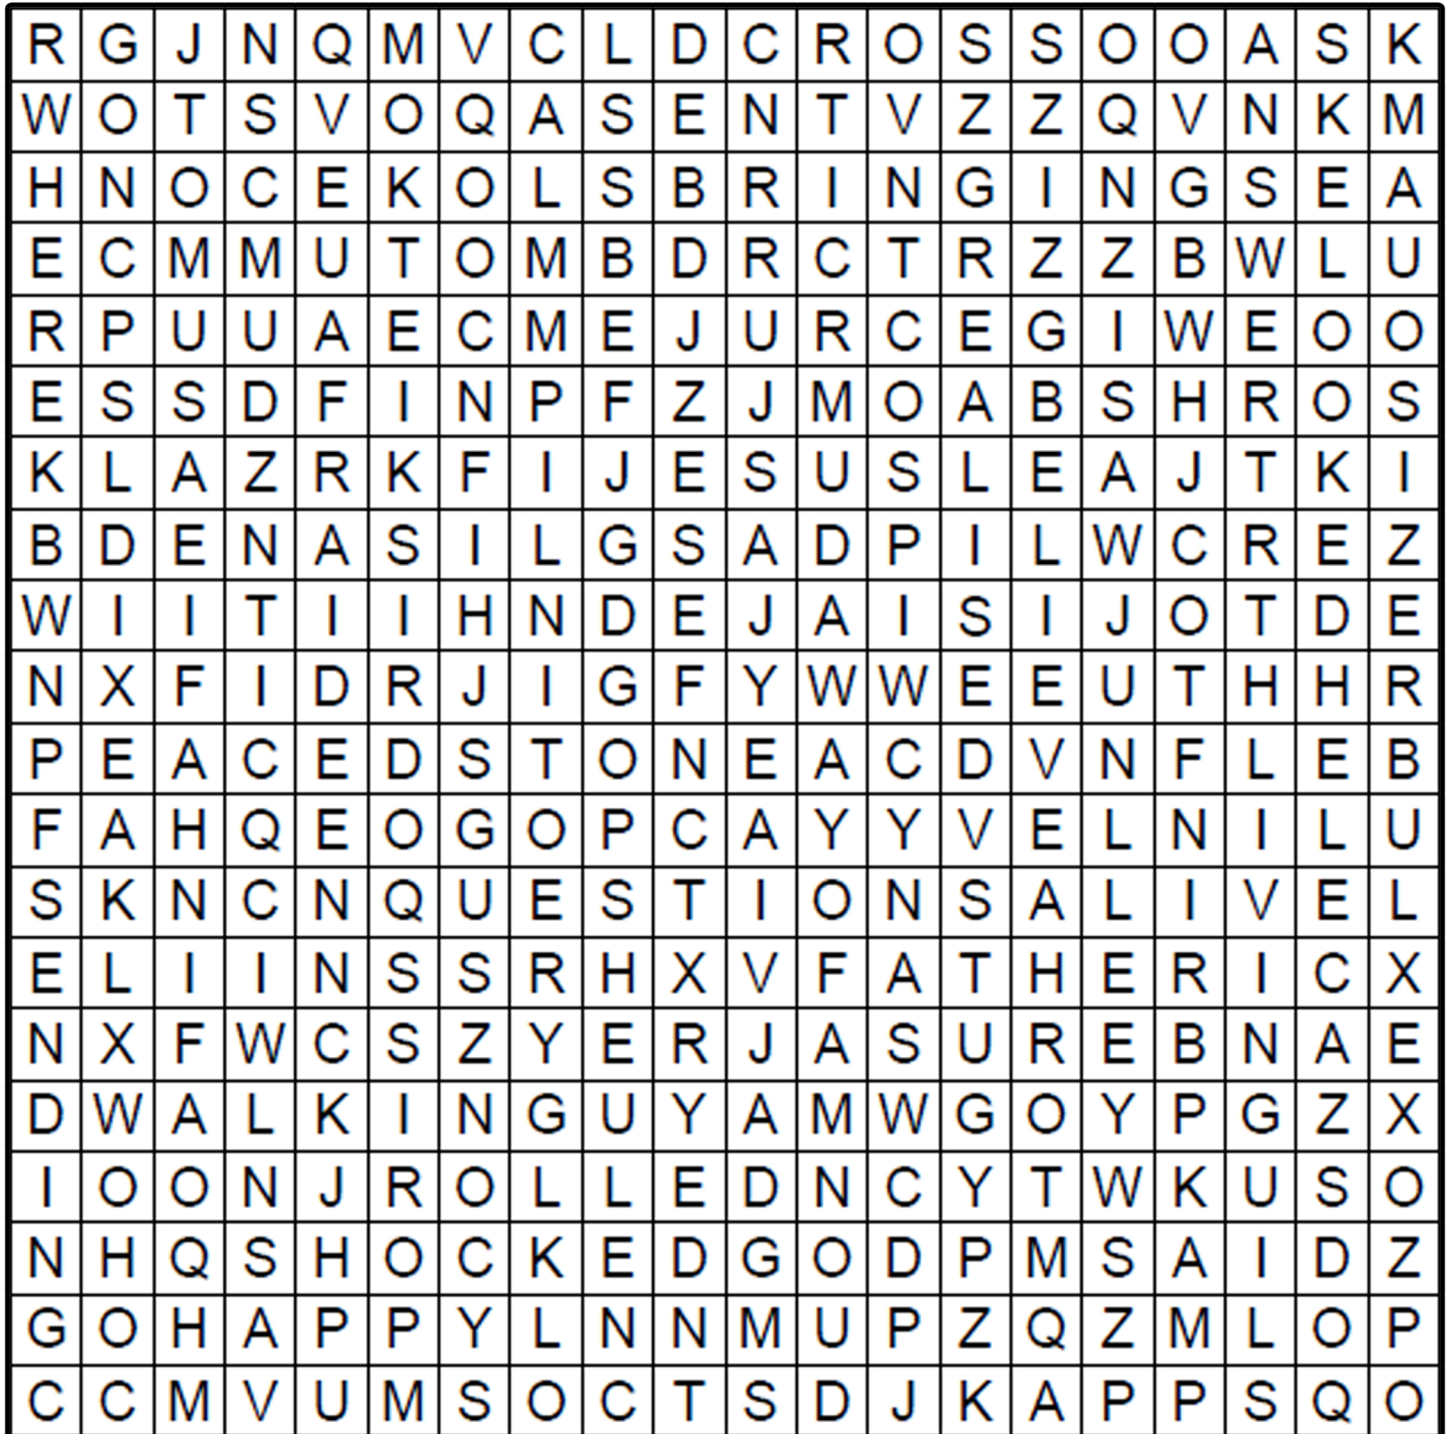 R G J N Q M V C L D C R O S S O O A S K
W O T S V O Q A S E N T V Z Z Q V N K M
H N O C E K O L S B R I N G I N G S E A
E C M M U T O M B D R C T R Z Z B W L U
R P U U A E C M E J U R C E G I W E O O
E S S D F I N P F Z J M O A B S H R O S
K L A Z R K F I J E S U S L E A J T K I
B D E N A S I L G S A D P I L W C R E Z
W I I T I I H N D E J A I S I J O T D E
N X F I D R J I G F Y W W E E U T H H R
P E A C E D S T O N E A C D V N F L E B
F A H Q E O G O P C A Y Y V E L N I L U
S K N C N Q U E S T I O N S A L I V E L
E L I I N S S R H X V F A T H E R I C X
N X F W C S Z Y E R J A S U R E B N A E
D W A L K I N G U Y A M W G O Y P G Z X
I O O N J R O L L E D N C Y T W K U S O
N H Q S H O C K E D G O D P M S A I D Z
G O H A P P Y L N N M U P Z Q Z M L O P
C C M V U M S O C T S D J K A P P S Q O